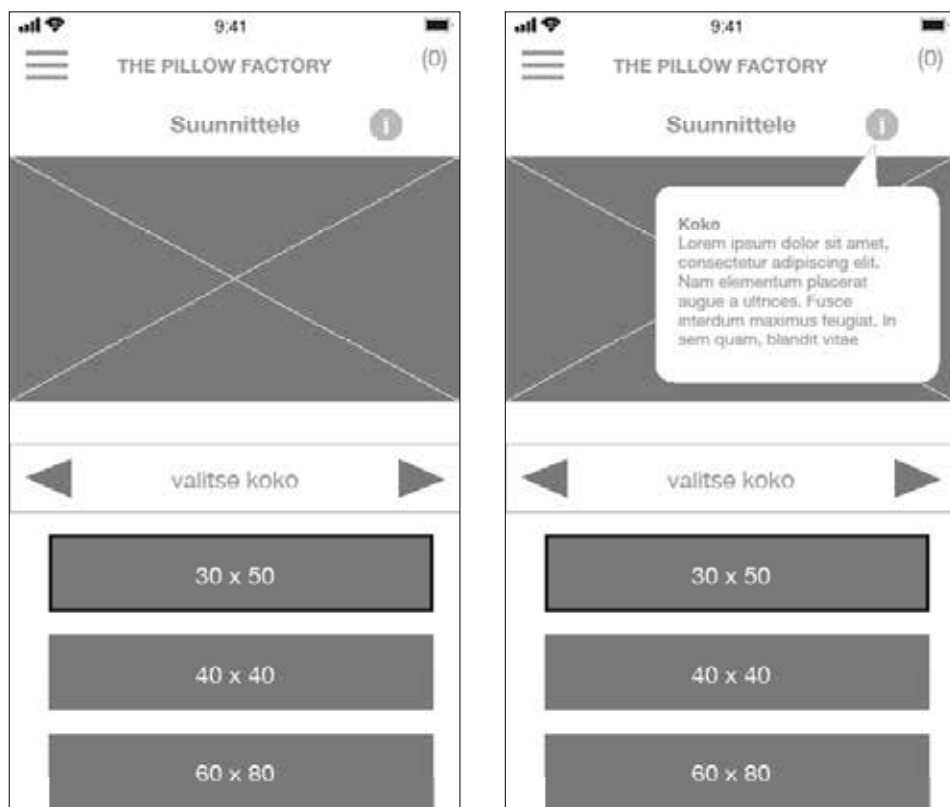 9:41
THE PILLOW FACTORY
(0)
Suunnittele
i
valitse koko
30 x 50
40 x 40
60 x 80
9:41
THE PILLOW FACTORY
(0)
Suunnittele
i
Koko
Lorem ipsum dolor sit amet,
consectetur adipiscing elit.
Nam elementum placerat
augue a ultrices. Fusce
interdum maximus feugiat. In
sem quam, blandit vitae
valitse koko
30 x 50
40 x 40
60 x 80